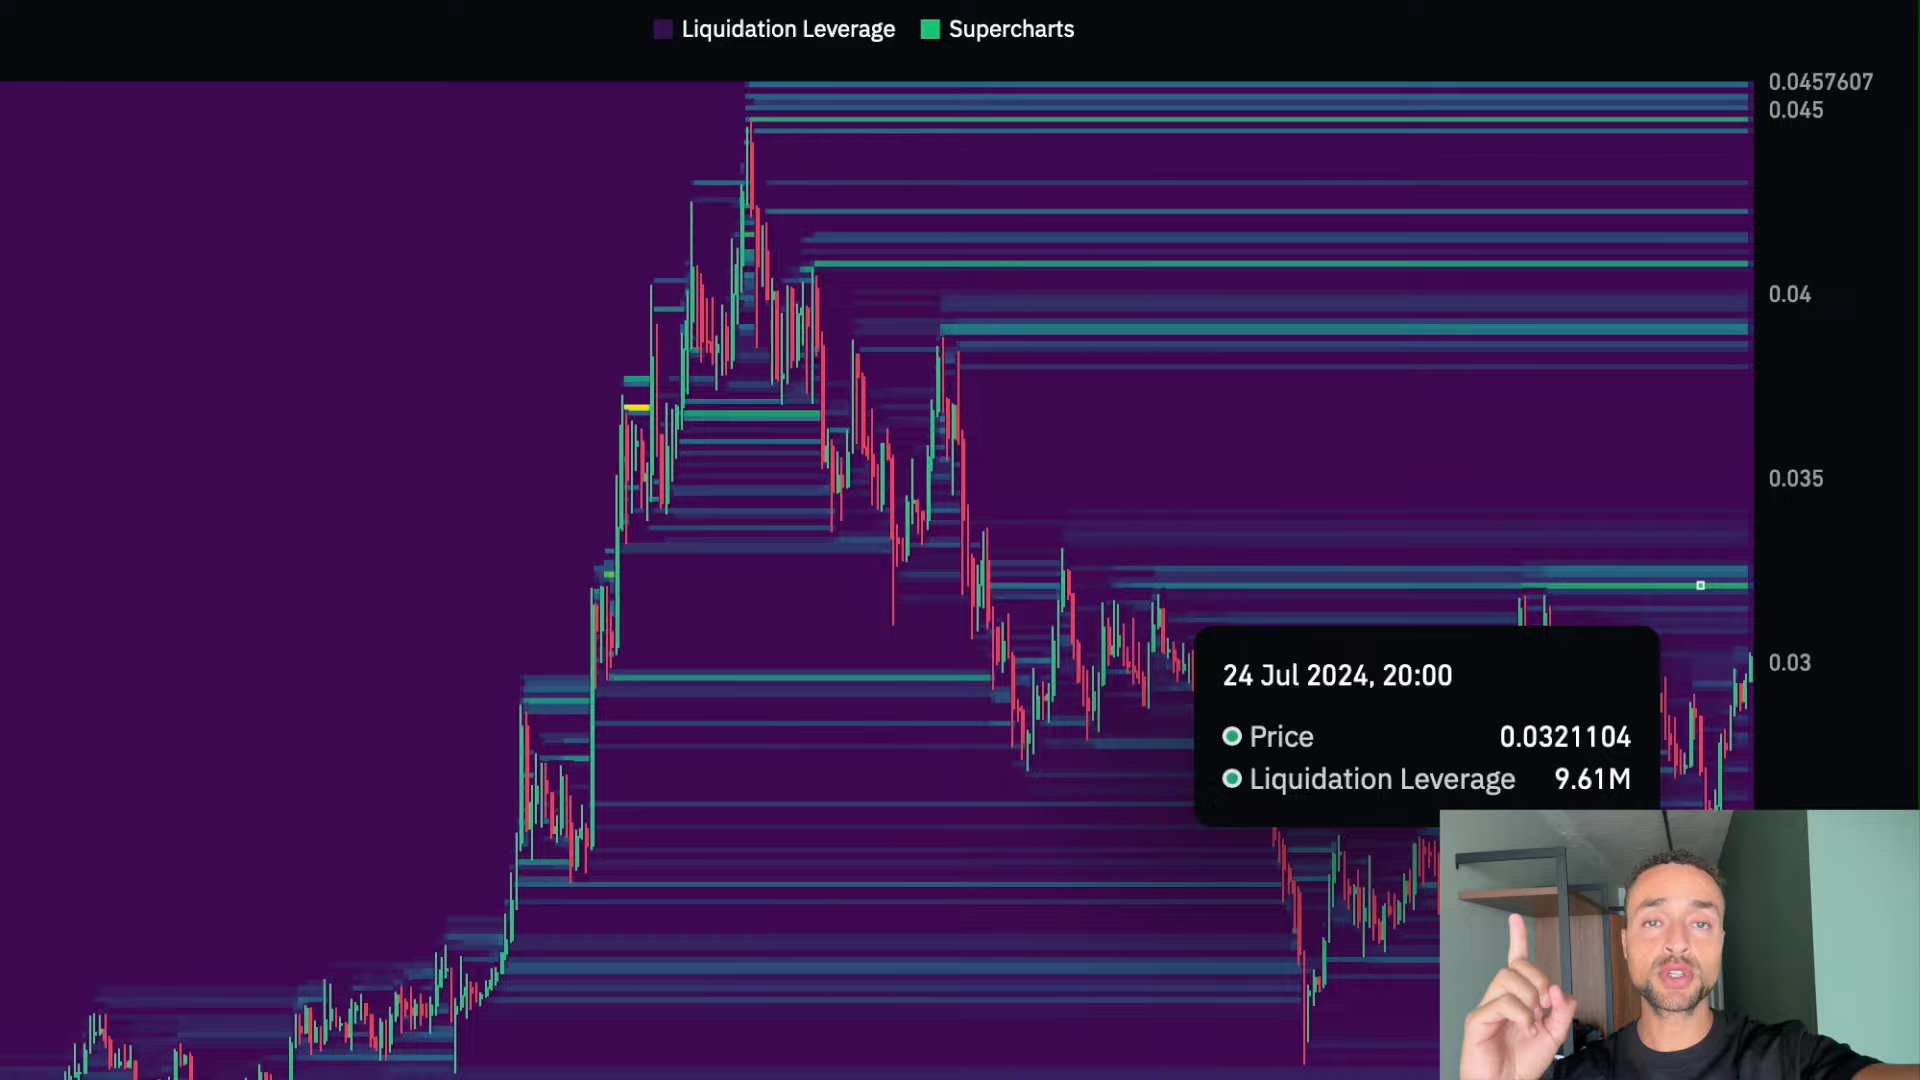 Liquidation Leverage Supercharts
0.0457607
0.045
0.04
0.035
0.03
24 Jul 2024, 20:00
Price 0.0321104
Liquidation Leverage 9.61M